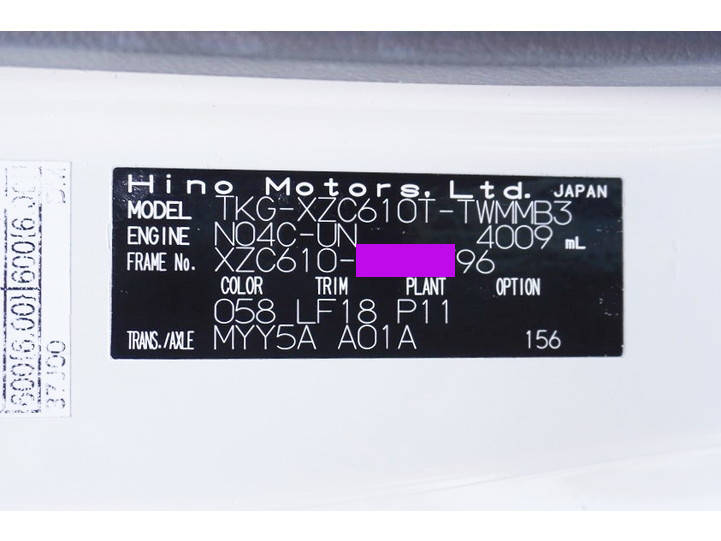 Hino Motors, Ltd. JAPAN
MODEL TKG-XZC610T-TWMMB3
ENGINE N04C-UN 4009 mL
FRAME No. XZC610- 96
COLOR TRIM PLANT OPTION
058 LF18 P11
TRANS./AXLE MYY5A A01A 156